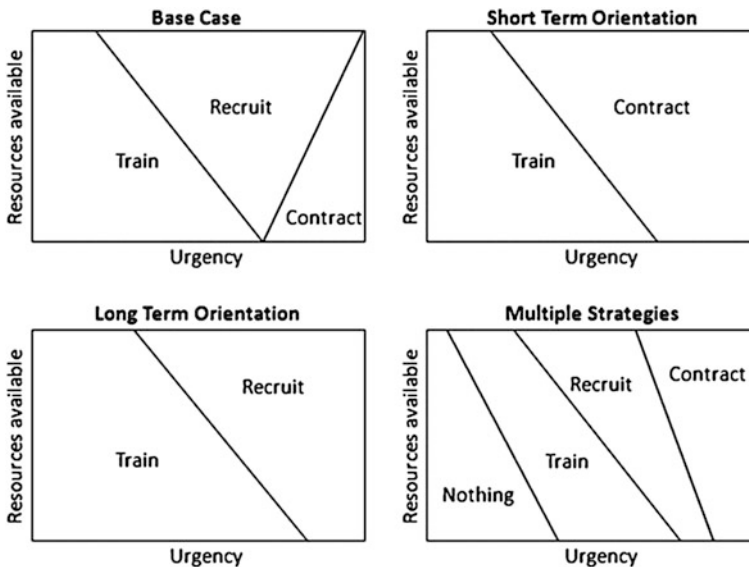 Base Case
Resources available
Train
Recruit
Contract
Urgency
Short Term Orientation
Resources available
Train
Contract
Urgency
Long Term Orientation
Resources available
Train
Recruit
Urgency
Multiple Strategies
Resources available
Nothing
Train
Recruit
Contract
Urgency